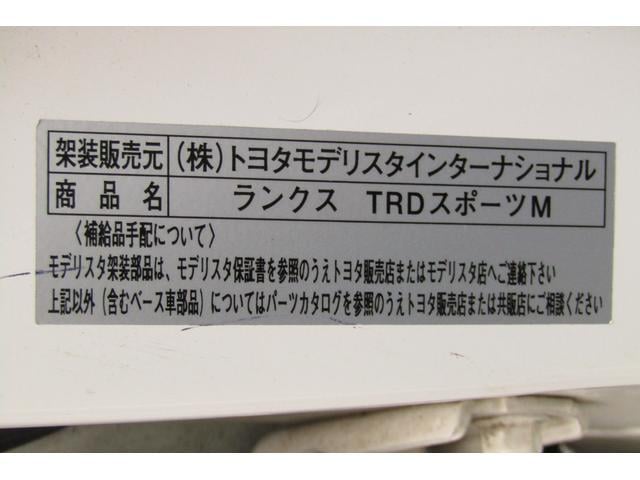 架装販売元 (株)トヨタモデリスタインターナショナル
商品名 ランクス TRDスポーツM
〈補給品手配について〉
モデリスタ架装部品は、モデリスタ保証書を参照のうえトヨタ販売店またはモデリスタ店へご連絡下さい
上記以外(含むベース車部品)についてはパーツカタログを参照のうえトヨタ販売店または共販店にご相談ください